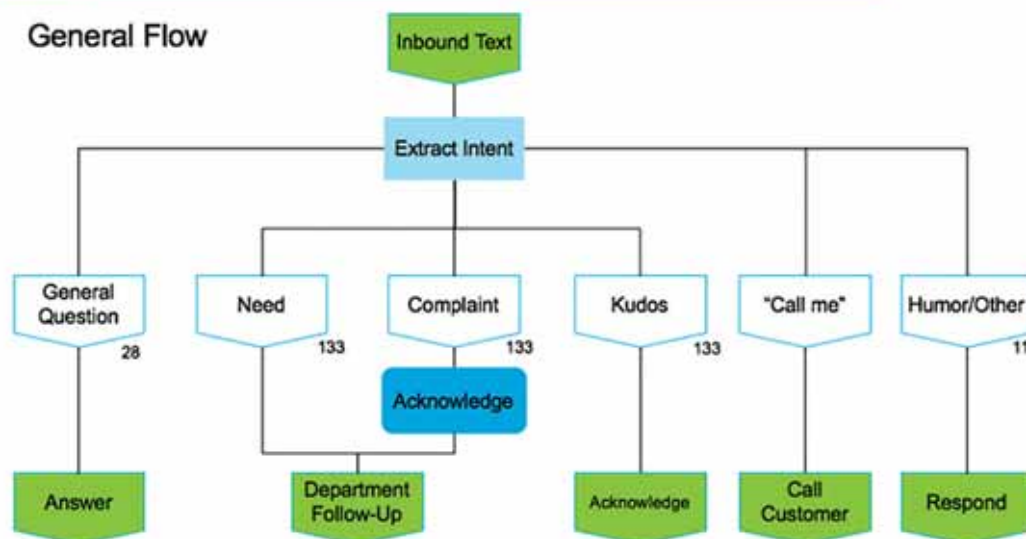 General Flow
Inbound Text
Extract Intent
General
Question
28
Need
133
Complaint
133
Kudos
133
"Call me"
Humor/Other
11
Acknowledge
Answer
Department
Follow-Up
Acknowledge
Call
Customer
Respond